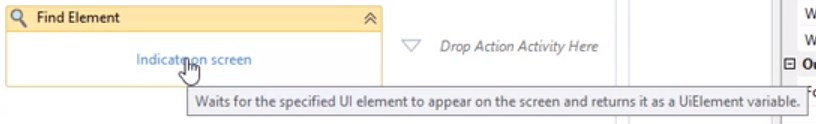 Find Element
Indicate on screen
Drop Action Activity Here
Waits for the specified UI element to appear on the screen and returns it as a UiElement variable.
W
W